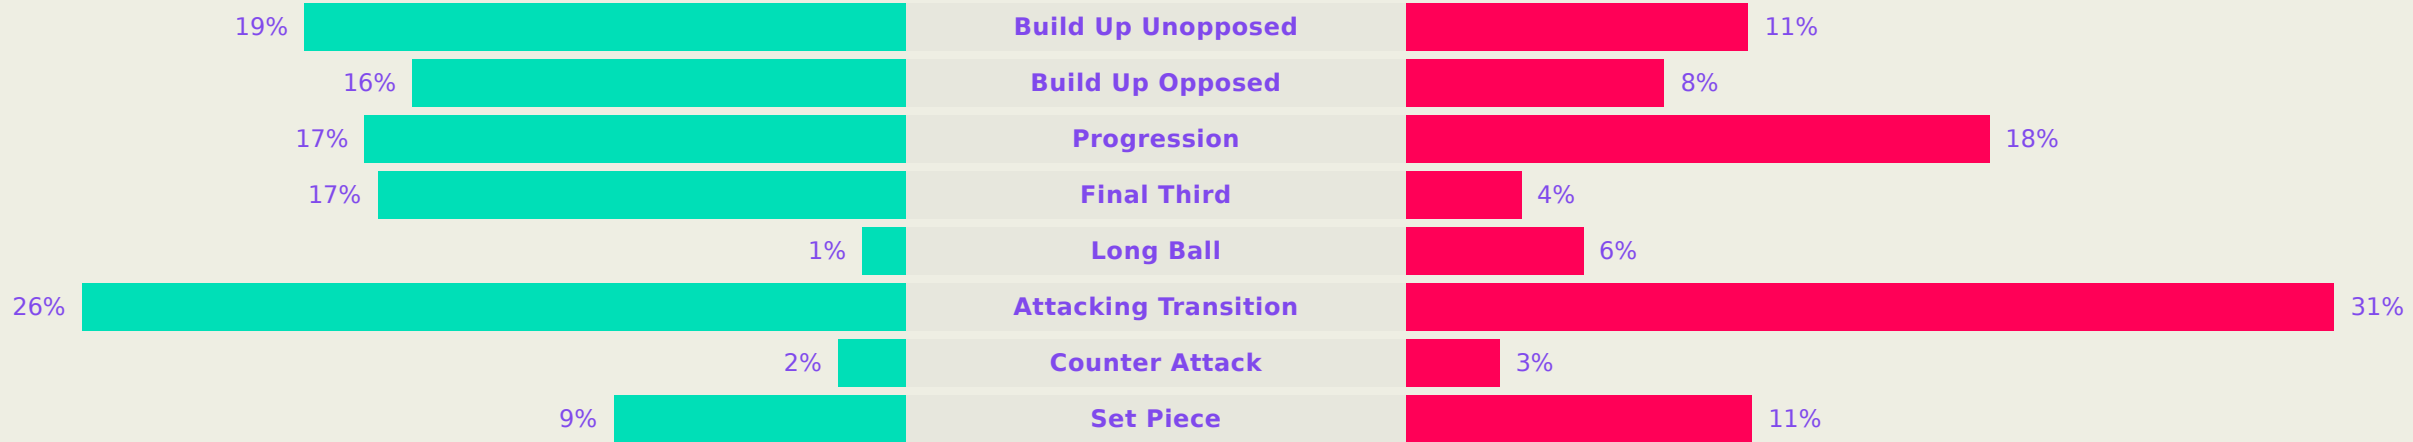 19% Build Up Unopposed 11%
16% Build Up Opposed 8%
17% Progression 18%
17% Final Third 4%
1% Long Ball 6%
26% Attacking Transition 31%
2% Counter Attack 3%
9% Set Piece 11%